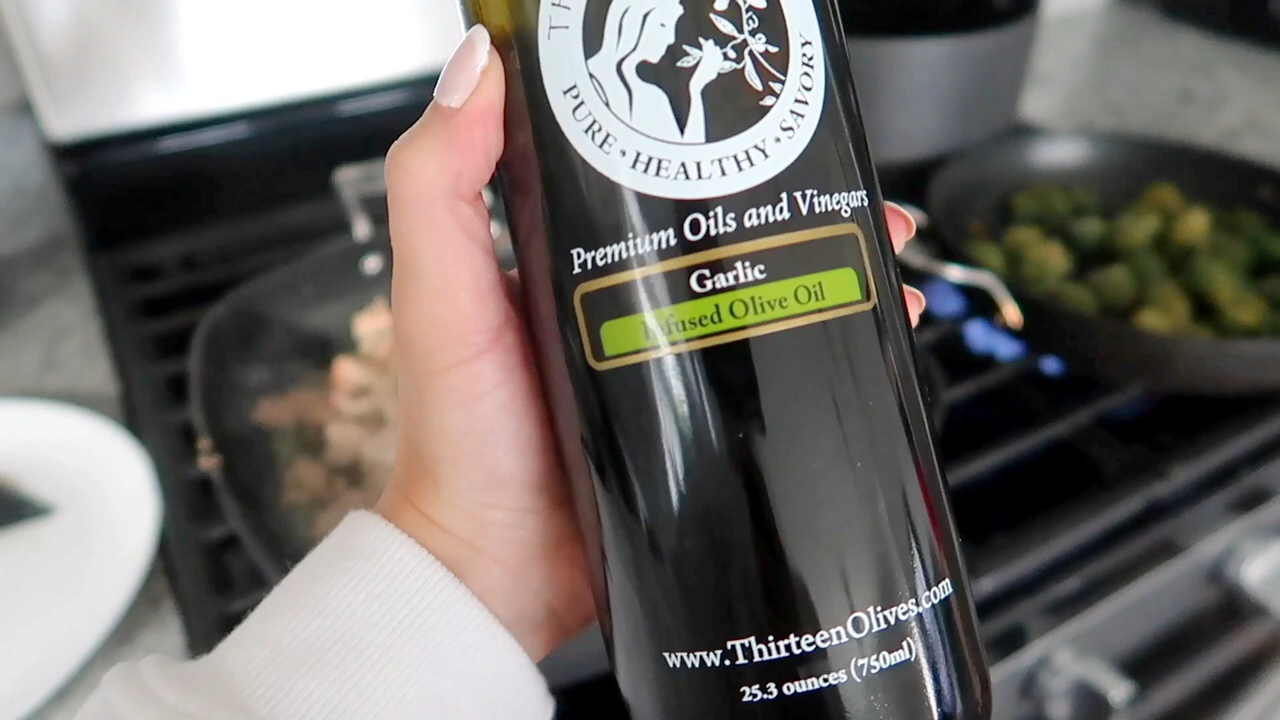 PURE • HEALTHY • SAVORY
Premium Oils and Vinegars
Garlic
Infused Olive Oil
www.ThirteenOlives.com
25.3 ounces (750ml)